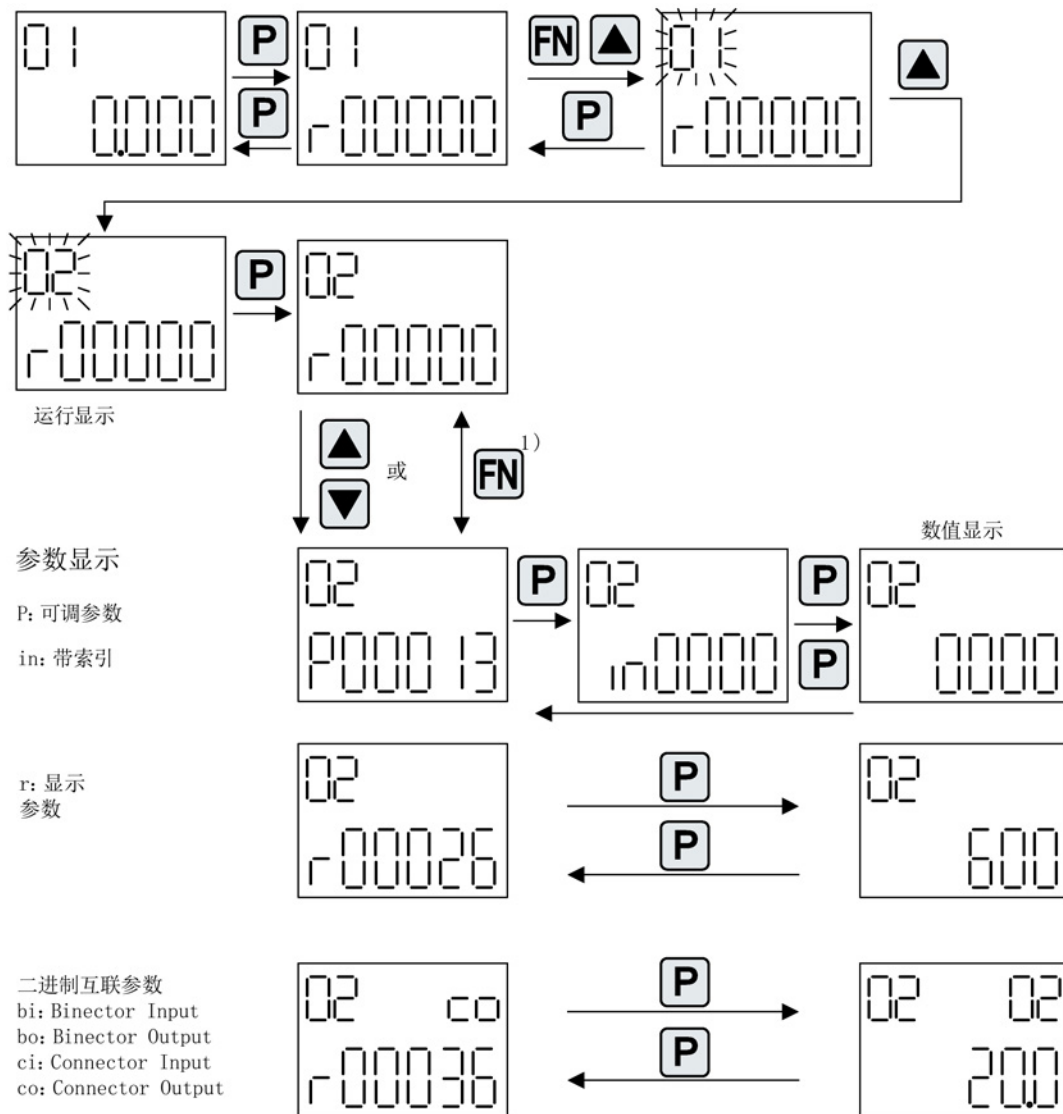 01 P 01 FN 01
0.000 P r00000 P r00000
02 P 02
r00000 r00000
运行显示
或 FN 1)
数值显示
参数显示 02 P 02 P 02
P: 可调参数
in: 带索引 P00013 in0000 P 0000
r: 显示 02 P 02
参数 r00026 P 600
二进制互联参数 02 co P 02 02
bi: Binector Input
bo: Binector Output
ci: Connector Input r00036 P 20.0
co: Connector Output